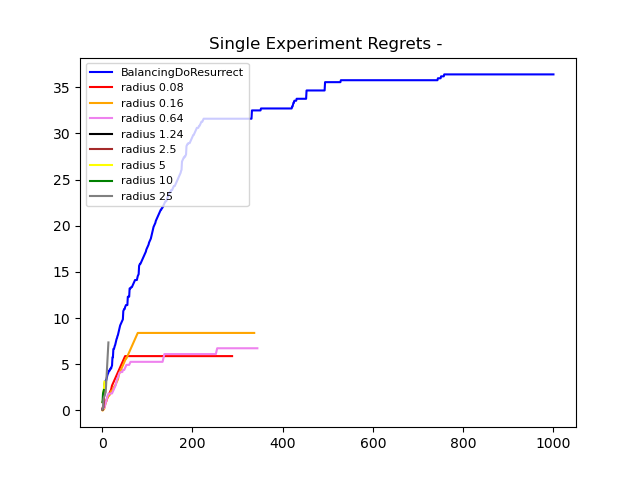 Single Experiment Regrets -
BalancingDoResurrect
radius 0.08
radius 0.16
radius 0.64
radius 1.24
radius 2.5
radius 5
radius 10
radius 25
35
30
25
20
15
10
5
0
0 200 400 600 800 1000